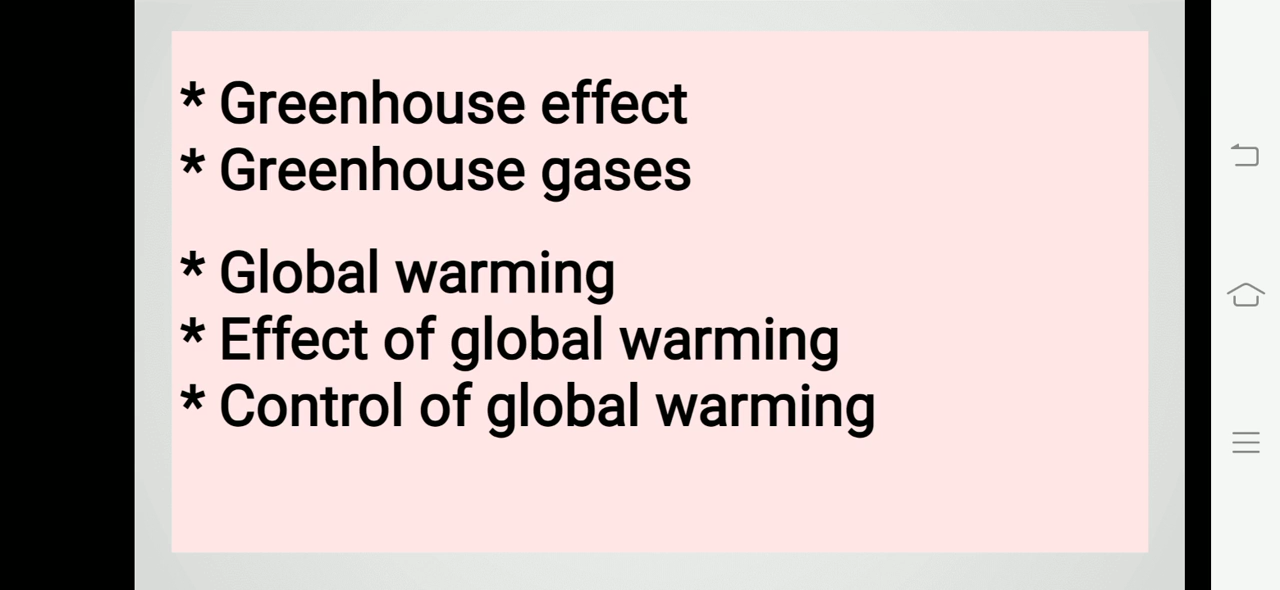 * Greenhouse effect
* Greenhouse gases
* Global warming
* Effect of global warming
* Control of global warming